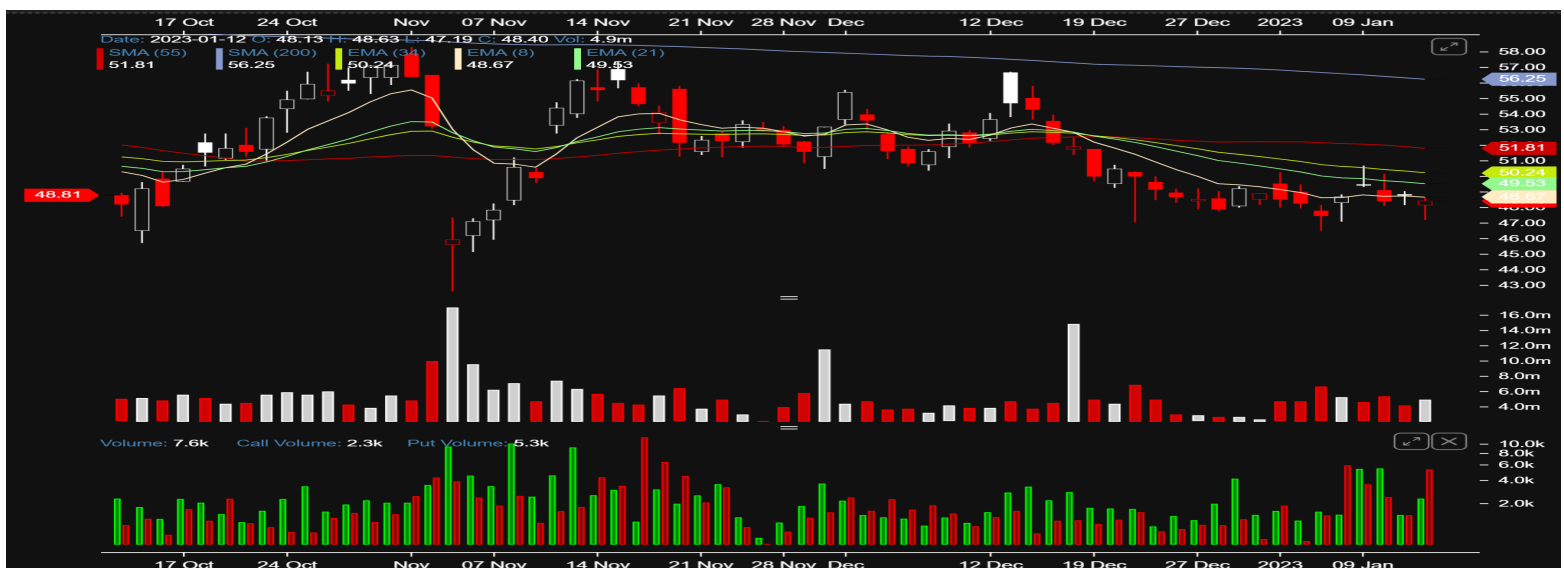 17 Oct 24 Oct Nov 07 Nov 14 Nov 21 Nov 28 Nov Dec 12 Dec 19 Dec 27 Dec 2023 09 Jan
Date: 2023-01-12 O: 48.13 H: 48.63 L: 47.19 C: 48.40 Vol: 4.9m
SMA (55) SMA (200) EMA (34) EMA (8) EMA (21)
51.81 56.25 50.24 48.67 49.53
58.00
57.00
56.25
55.00
54.00
53.00
51.81
51.00
50.24
49.53
48.81
48.67
47.00
46.00
45.00
44.00
43.00
16.0m
14.0m
12.0m
10.0m
8.0m
6.0m
4.0m
Volume: 7.6k Call Volume: 2.3k Put Volume: 5.3k
10.0k
8.0k
6.0k
4.0k
2.0k
17 Oct 24 Oct Nov 07 Nov 14 Nov 21 Nov 28 Nov Dec 12 Dec 19 Dec 27 Dec 2023 09 Jan